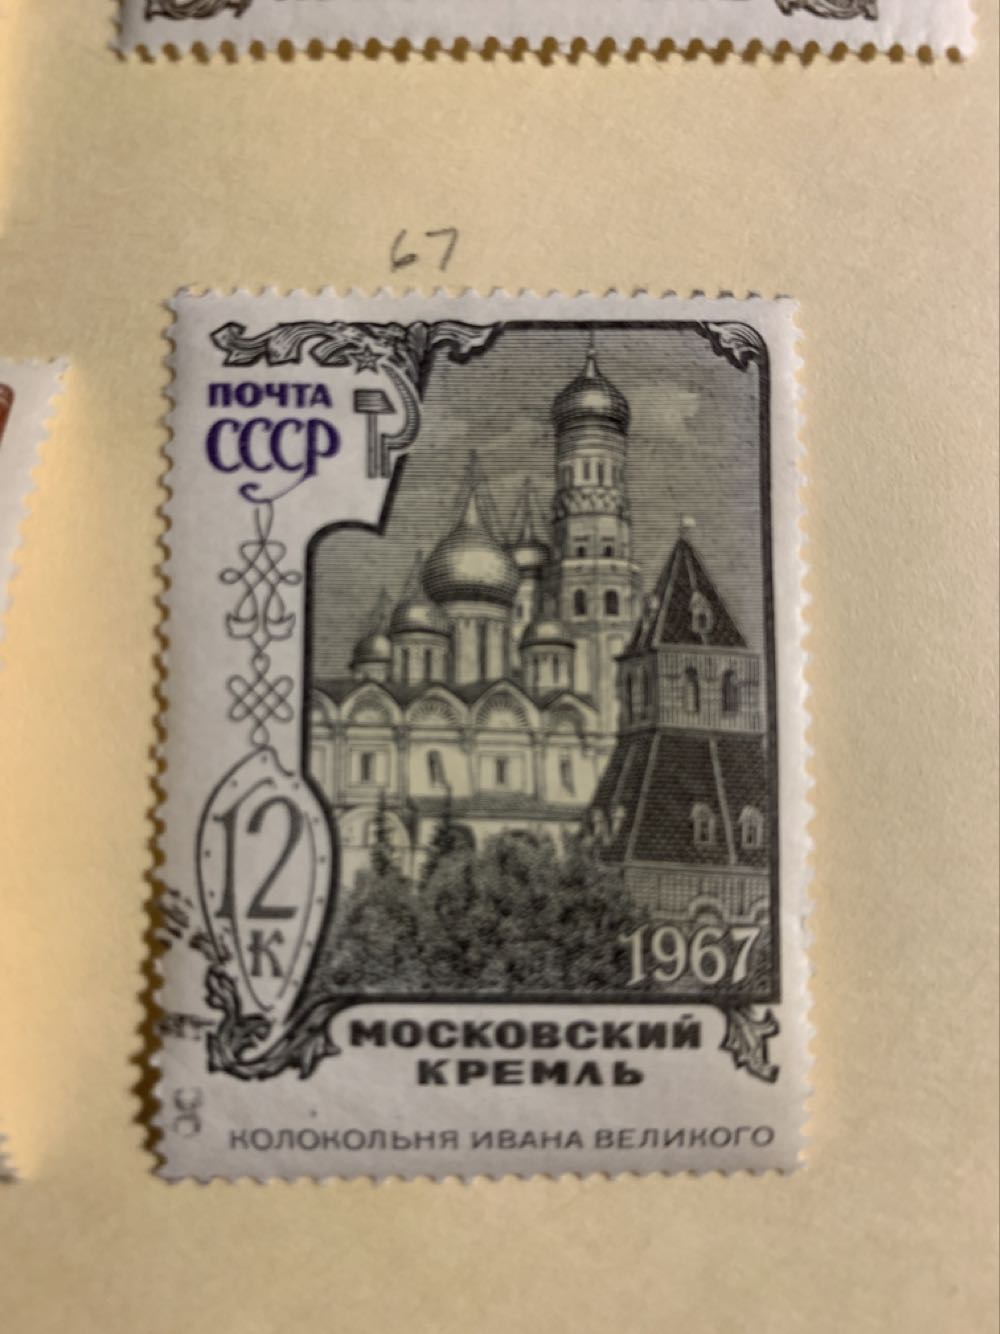 67
ПОЧТА
СССР
12
к
1967
МОСКОВСКИЙ
КРЕМЛЬ
КОЛОКОЛЬНЯ ИВАНА ВЕЛИКОГО